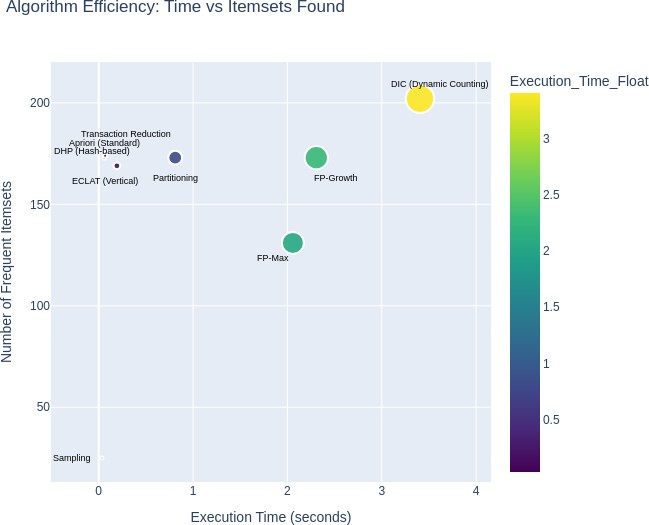 Algorithm Efficiency: Time vs Itemsets Found
Execution_Time_Float
DIC (Dynamic Counting)
200
Transaction Reduction
Apriori (Standard)
DHP (Hash-based)
ECLAT (Vertical)
Partitioning
FP-Growth
150
FP-Max
100
50
Sampling
Number of Frequent Itemsets
0
1
2
3
4
Execution Time (seconds)
3
2.5
2
1.5
1
0.5